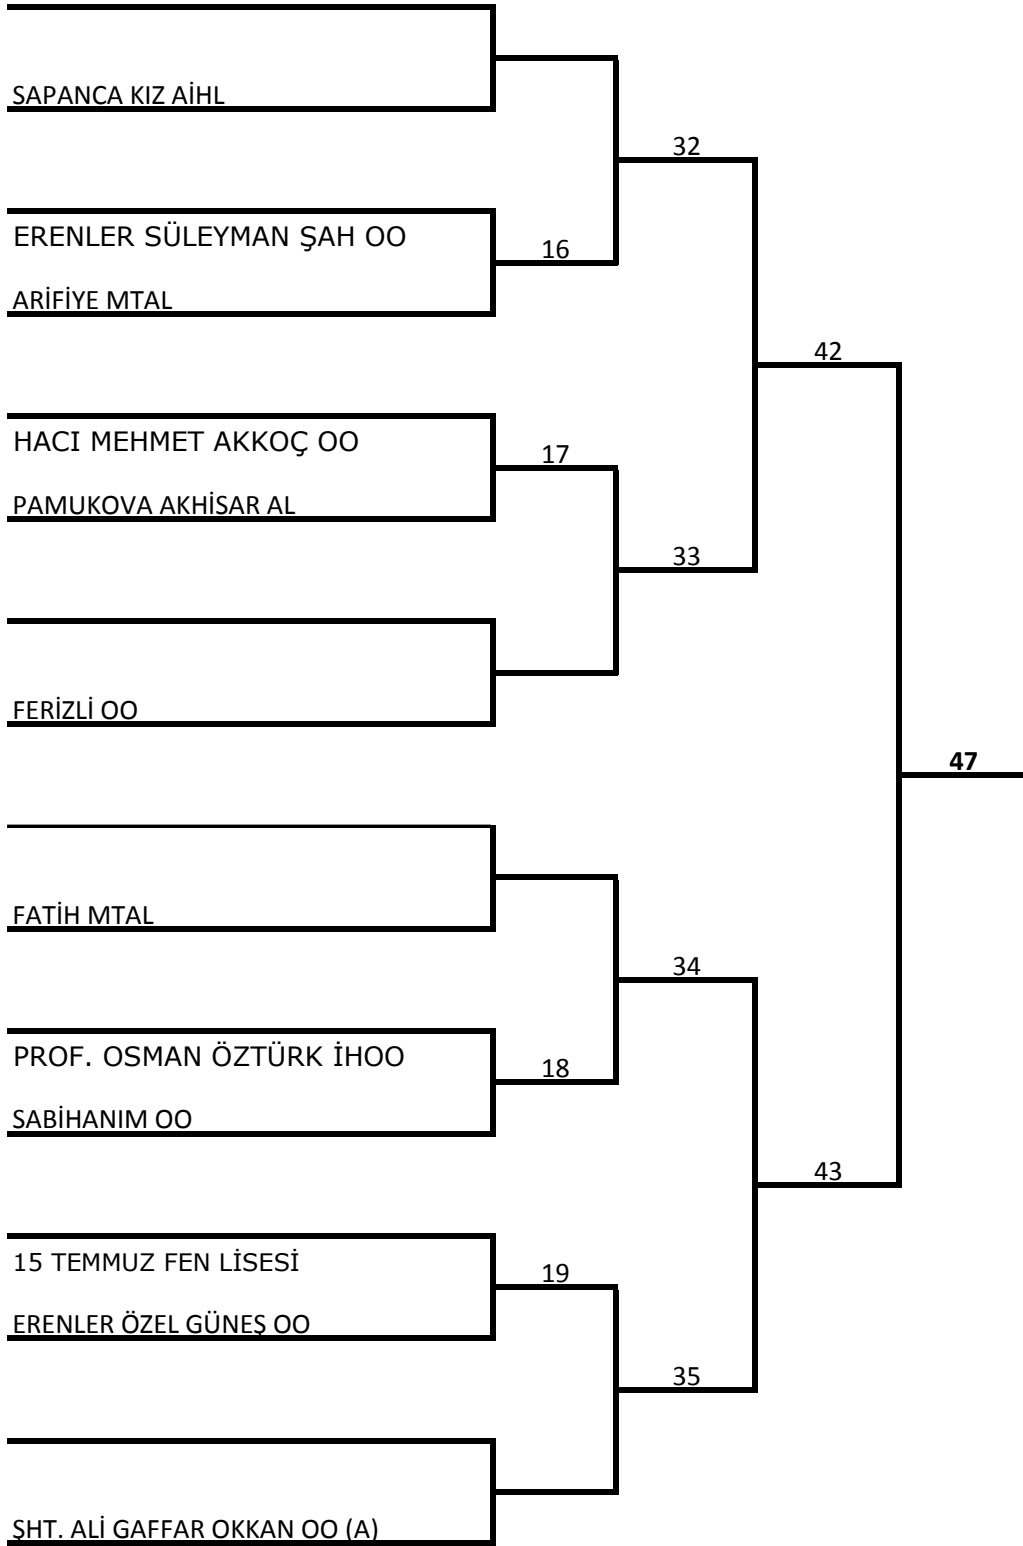 SAPANCA KIZ AİHL
32
ERENLER SÜLEYMAN ŞAH OO
16
ARİFİYE MTAL
42
HACI MEHMET AKKOÇ OO
17
PAMUKOVA AKHİSAR AL
33
FERİZLİ OO
47
FATİH MTAL
34
PROF. OSMAN ÖZTÜRK İHOO
18
SABİHANIM OO
43
15 TEMMUZ FEN LİSESİ
19
ERENLER ÖZEL GÜNEŞ OO
35
ŞHT. ALİ GAFFAR OKKAN OO (A)